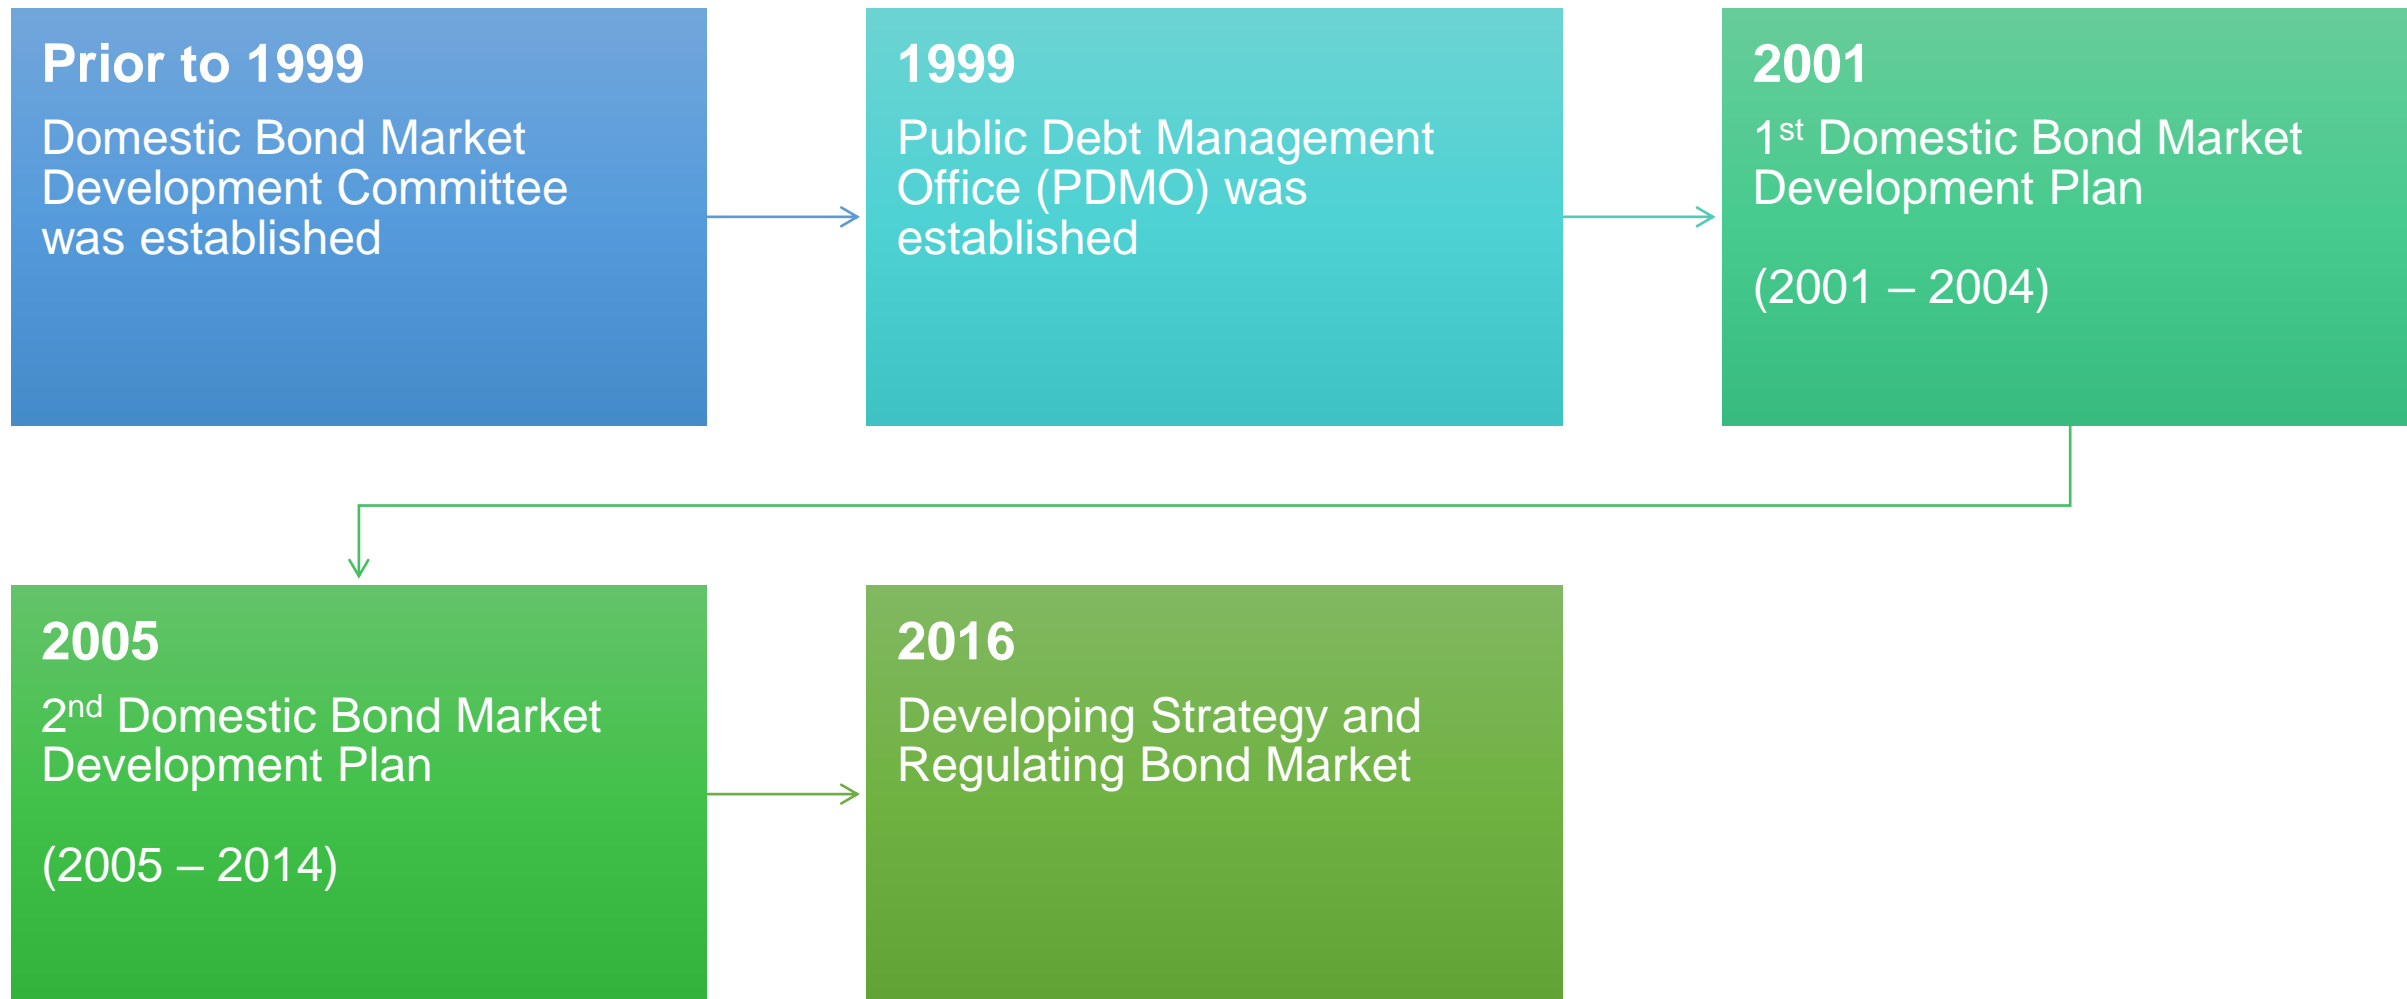 Prior to 1999
Domestic Bond Market
Development Committee
was established
1999
Public Debt Management
Office (PDMO) was
established
2001
1st Domestic Bond Market
Development Plan
(2001 – 2004)
2005
2nd Domestic Bond Market
Development Plan
(2005 – 2014)
2016
Developing Strategy and
Regulating Bond Market